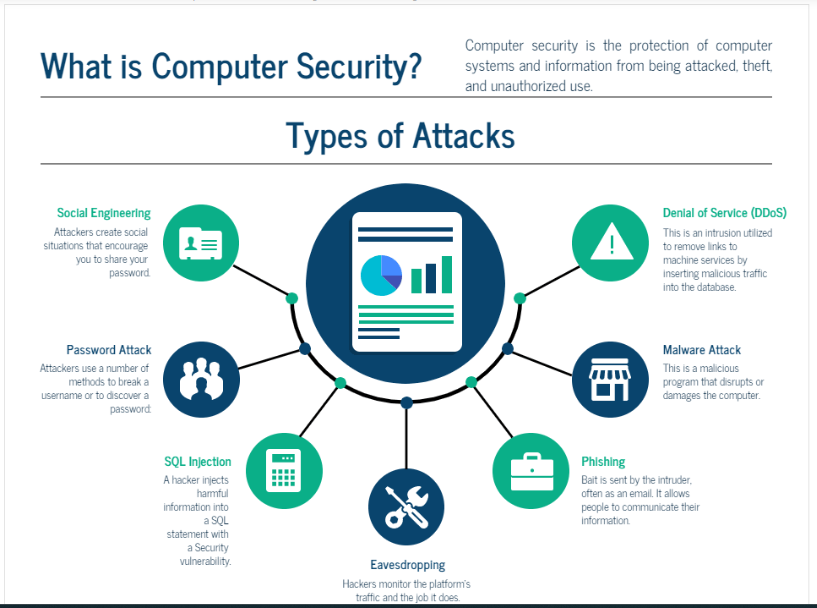 What is Computer Security?
Computer security is the protection of computer
systems and information from being attacked, theft,
and unauthorized use.
Types of Attacks
Social Engineering
Attackers create social
situations that encourage
you to share your
password.
Denial of Service (DDoS)
This is an intrusion utilized
to remove links to
machine services by
inserting malicious traffic
into the database.
Password Attack
Attackers use a number of
methods to break a
username or to discover a
password:
Malware Attack
This is a malicious
program that disrupts or
damages the computer.
SQL Injection
A hacker injects
harmful
information into
a SQL
statement with
a Security
vulnerability.
Phishing
Bait is sent by the intruder,
often as an email. It allows
people to communicate their
information.
Eavesdropping
Hackers monitor the platform's
traffic and the job it does.